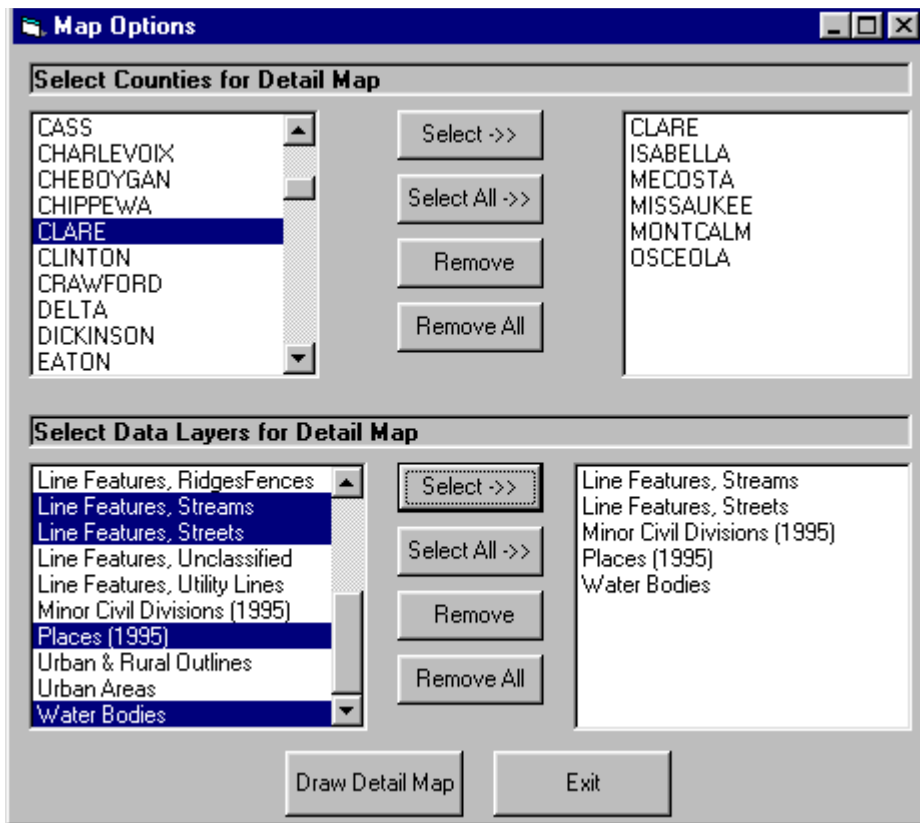 Map Options
Select Counties for Detail Map
CASS
CHARLEVOIX
CHEBOYGAN
CHIPPEWA
CLARE
CLINTON
CRAWFORD
DELTA
DICKINSON
EATON
Select ->>
Select All ->>
Remove
Remove All
CLARE
ISABELLA
MECOSTA
MISSAUKEE
MONTCALM
OSCEOLA
Select Data Layers for Detail Map
Line Features, RidgesFences
Line Features, Streams
Line Features, Streets
Line Features, Unclassified
Line Features, Utility Lines
Minor Civil Divisions (1995)
Places (1995)
Urban & Rural Outlines
Urban Areas
Water Bodies
Select ->>
Select All ->>
Remove
Remove All
Line Features, Streams
Line Features, Streets
Minor Civil Divisions (1995)
Places (1995)
Water Bodies
Draw Detail Map
Exit